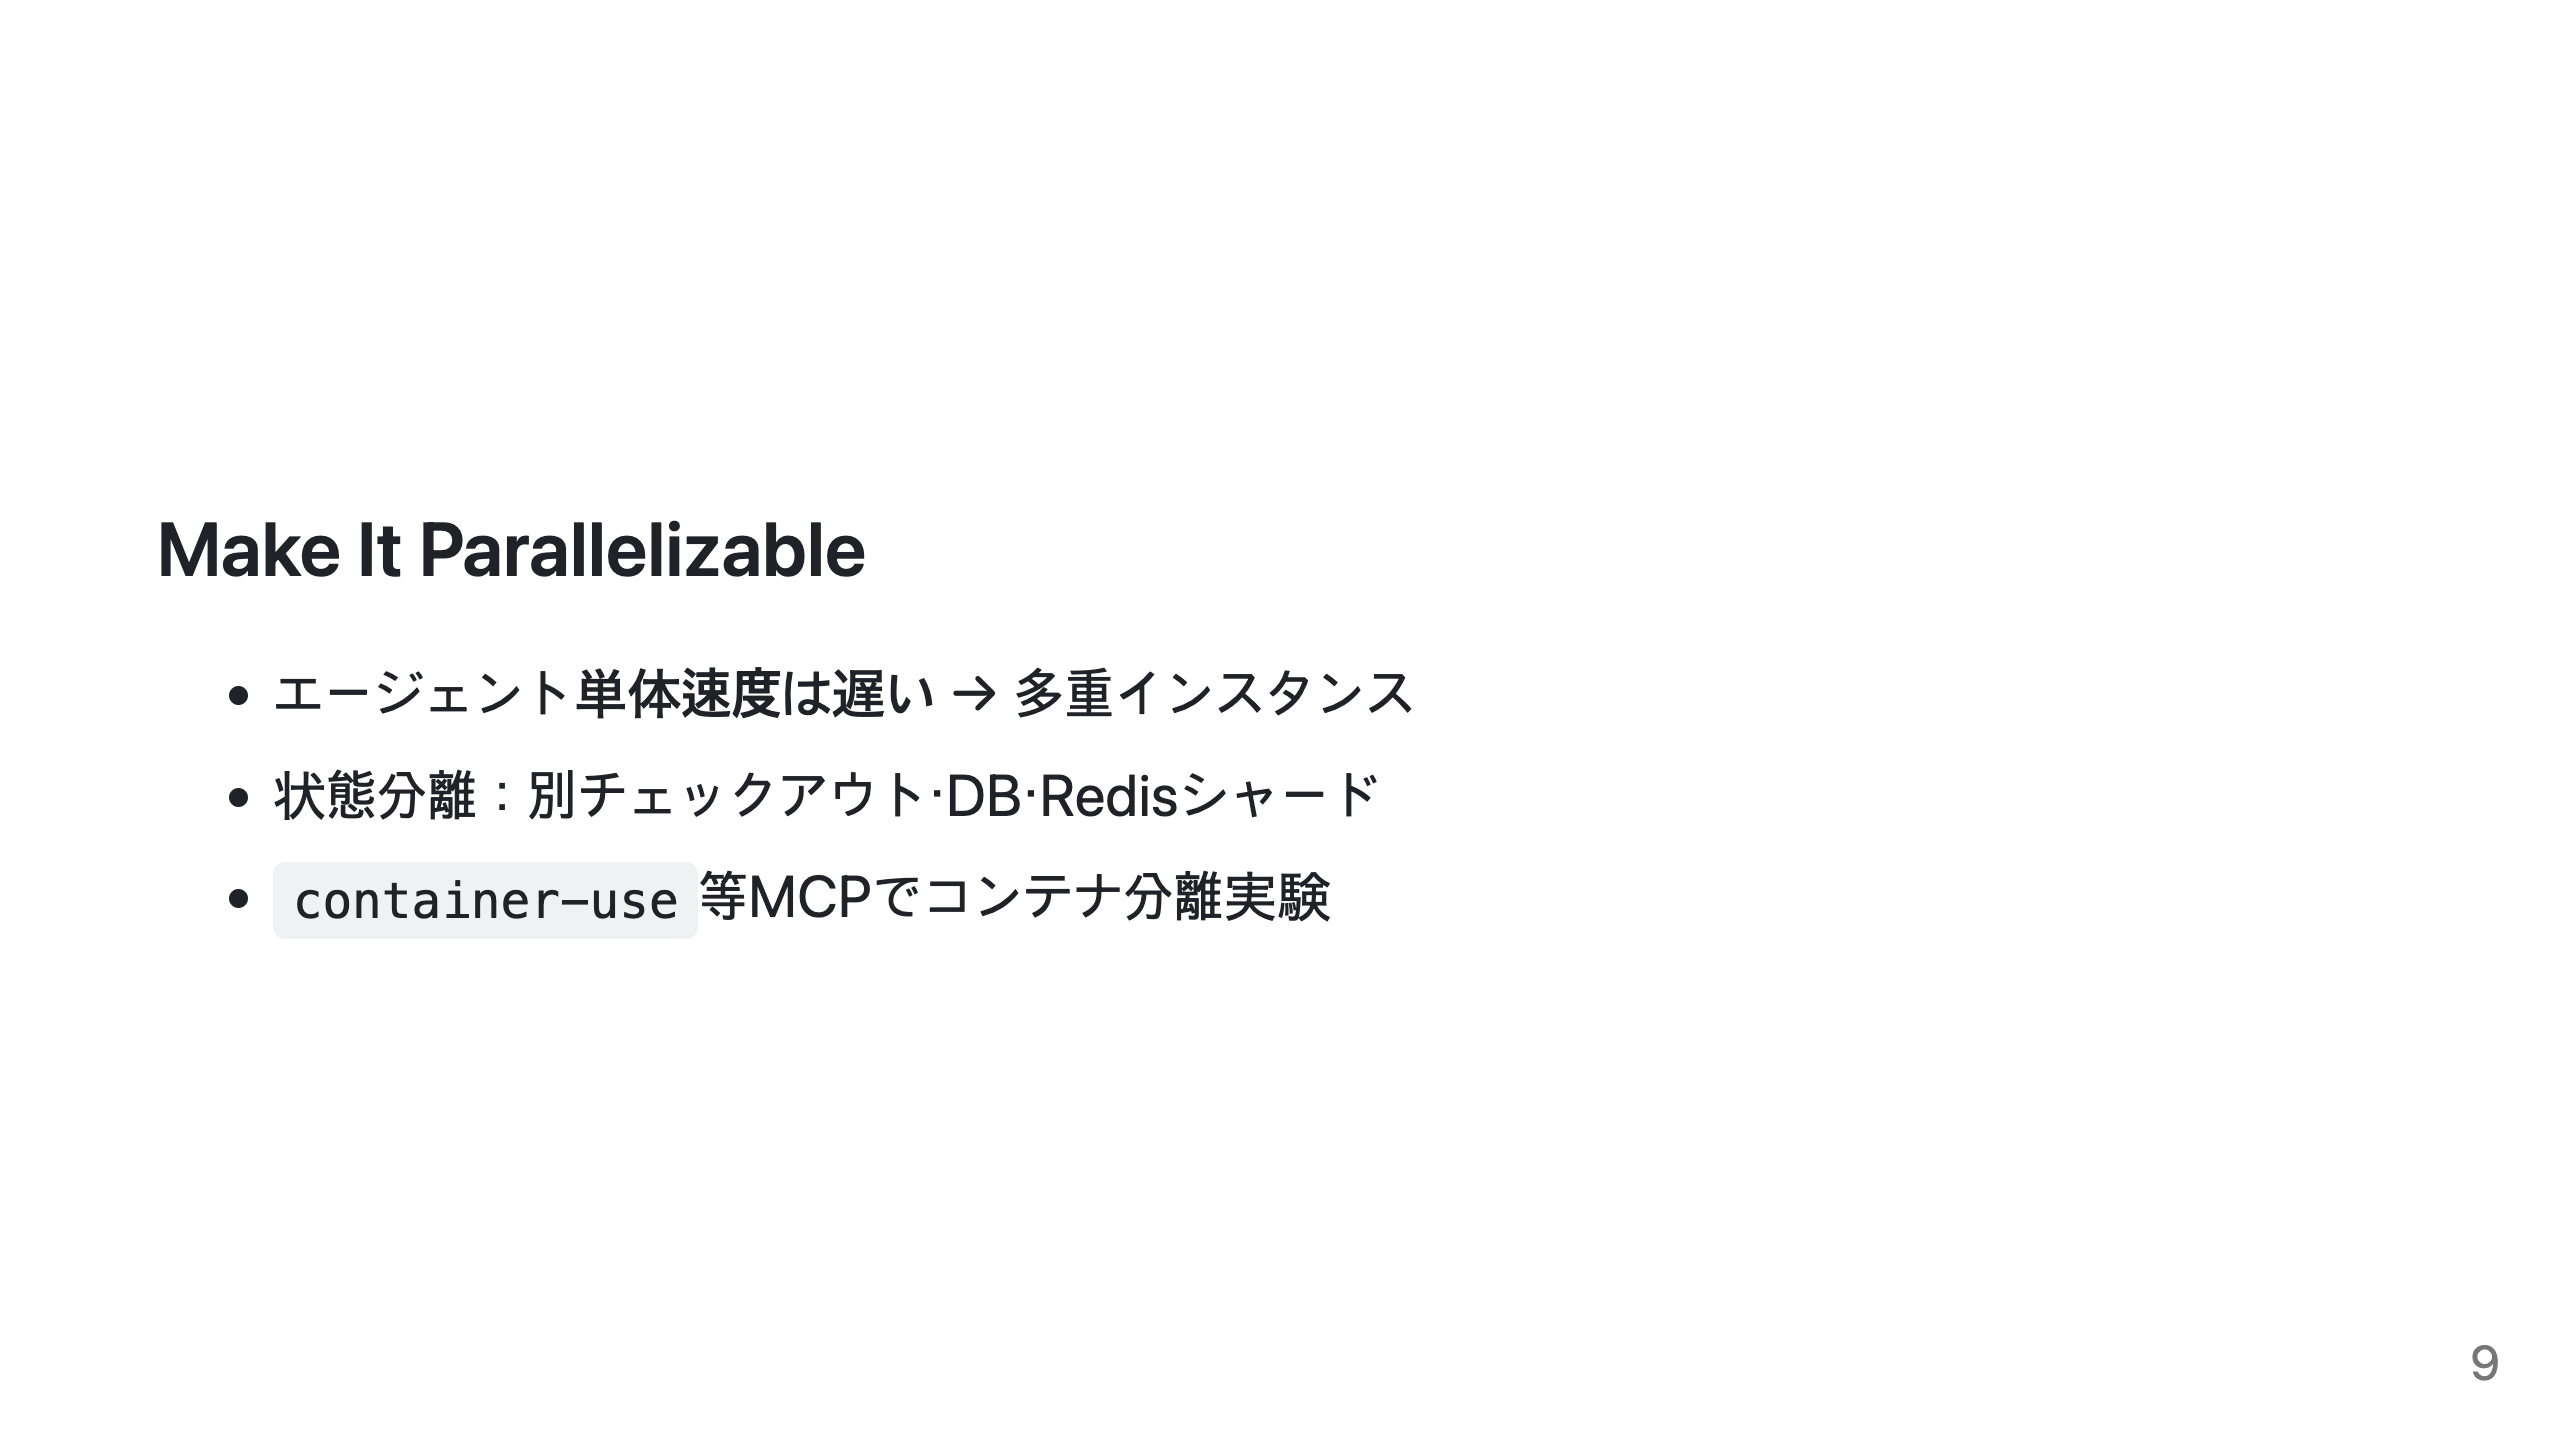 Make It Parallelizable
• エージェント単体速度は遅い → 多重インスタンス
• 状態分離：別チェックアウト·DB·Redisシャード
• container-use 等MCPでコンテナ分離実験
9